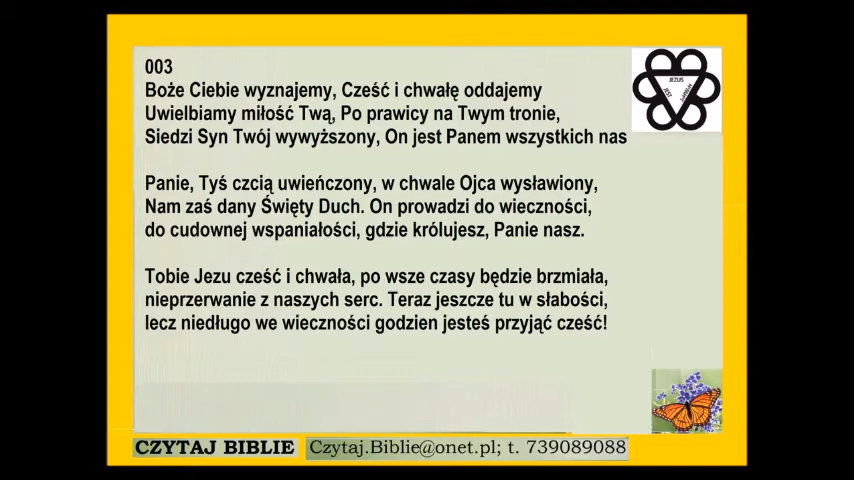 003
Boże Ciebie wyznajemy, Cześć i chwałę oddajemy
Uwielbiamy miłość Twą, Po prawicy na Twym tronie,
Siedzi Syn Twój wywyższony, On jest Panem wszystkich nas
Panie, Tyś czcią uwieńczony, w chwale Ojca wysławiony,
Nam zaś dany Święty Duch. On prowadzi do wieczności,
do cudownej wspaniałości, gdzie królujesz, Panie nasz.
Tobie Jezu cześć i chwała, po wsze czasy będzie brzmiała,
nieprzerwanie z naszych serc. Teraz jeszcze tu w słabości,
lecz niedługo we wieczności godzien jesteś przyjąć cześć!
JEZUS
JEST
CZYTAJ BIBLIE
Czytaj.Biblie@onet.pl; t. 739089088